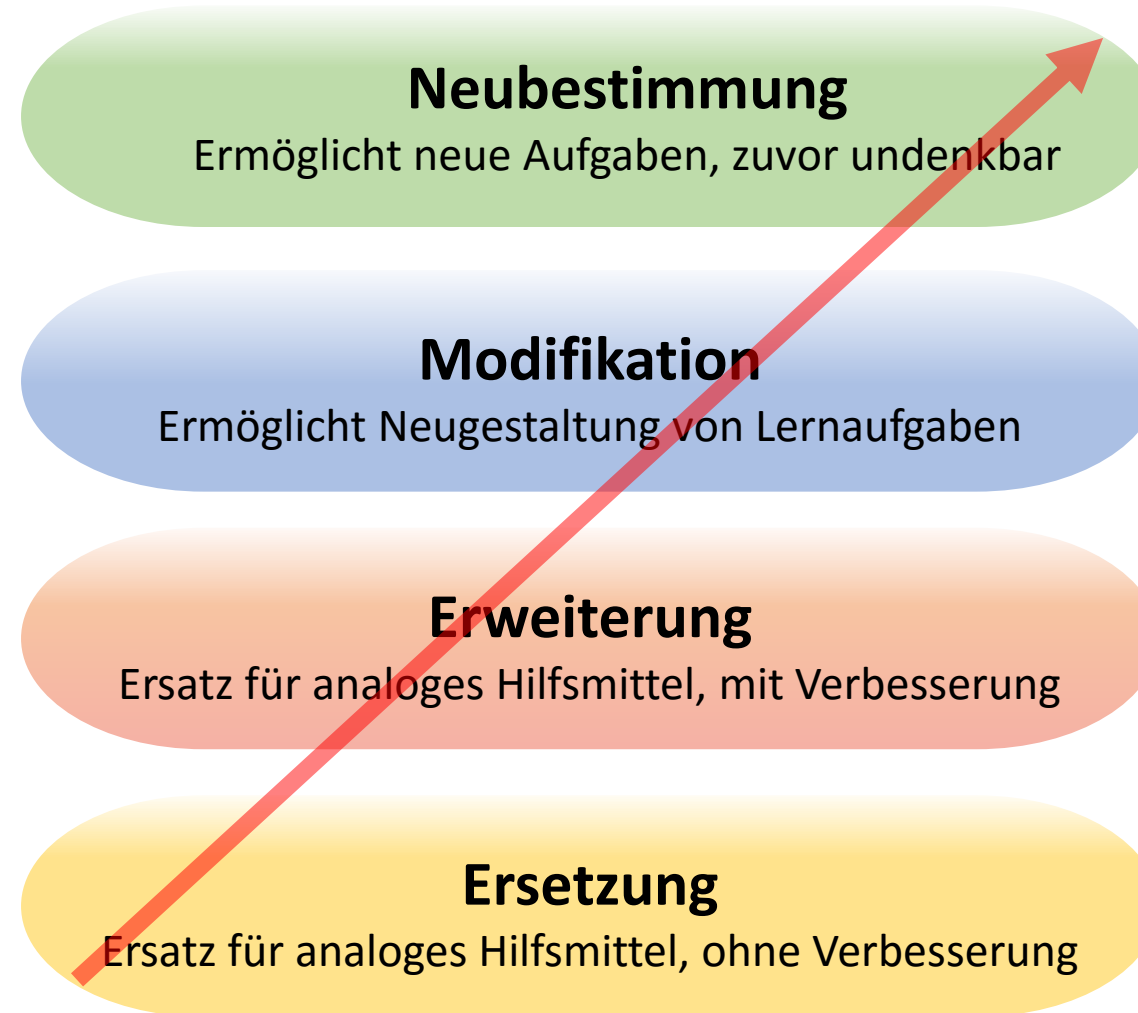 Neubestimmung
Ermöglicht neue Aufgaben, zuvor undenkbar
Modifikation
Ermöglicht Neugestaltung von Lernaufgaben
Erweiterung
Ersatz für analoges Hilfsmittel, mit Verbesserung
Ersetzung
Ersatz für analoges Hilfsmittel, ohne Verbesserung